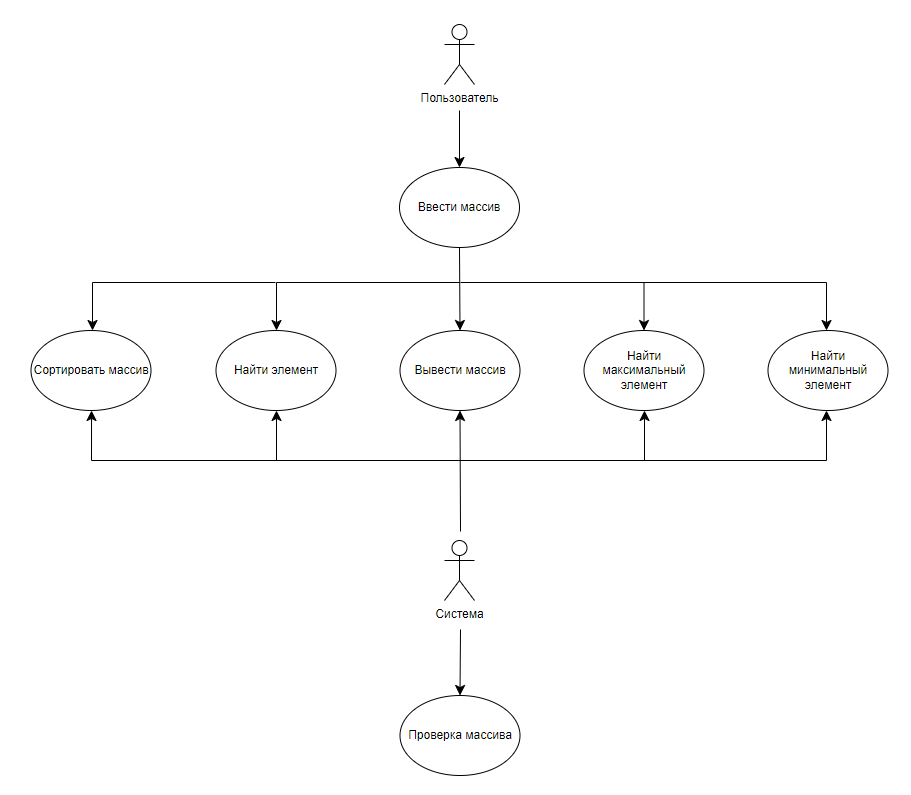 Пользователь
Ввести массив
Сортировать массив
Найти элемент
Вывести массив
Найти
максимальный
элемент
Найти
минимальный
элемент
Система
Проверка массива